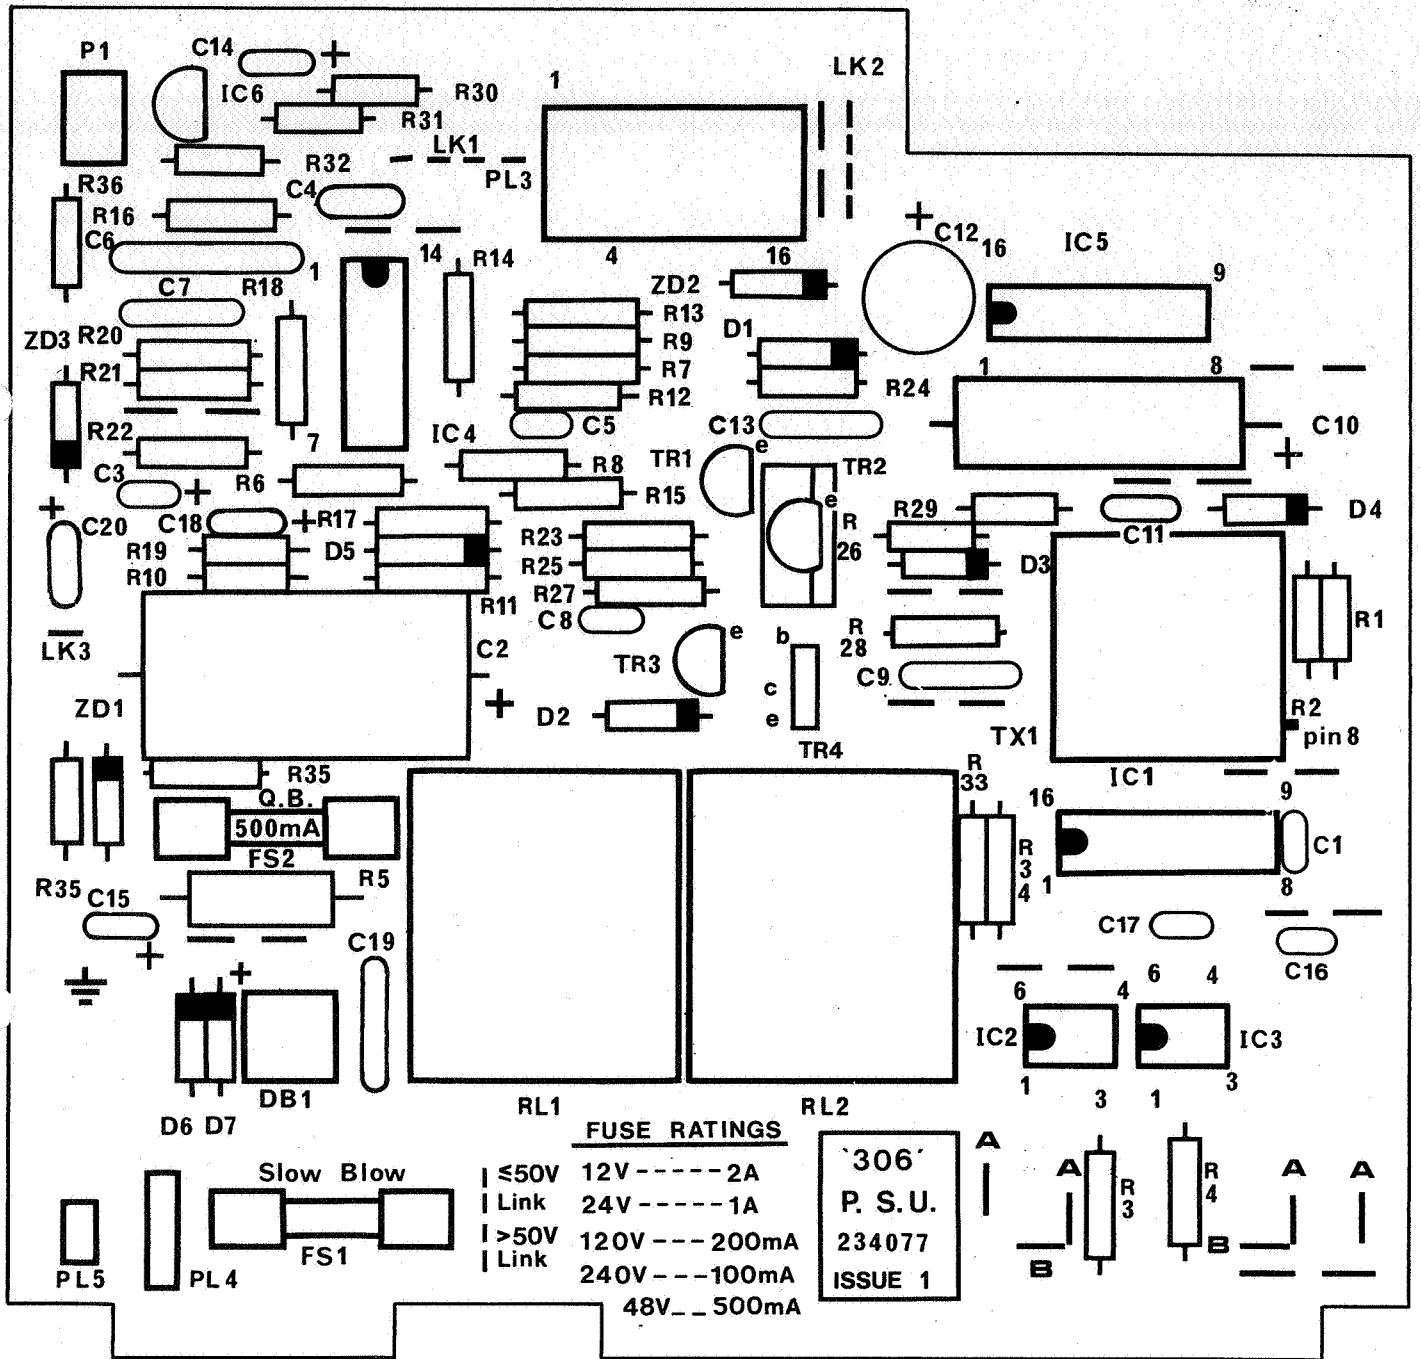 P1
C14
+
IC6
R30
R31
LK1
R32
C4
PL3
1
LK2
R36
R16
C6
1
14
R14
4
16
+
C12
16
IC5
9
C7
R18
ZD2
R13
R9
R7
R12
D1
R24
1
8
ZD3
R20
R21
R22
7
IC4
C5
C13
C10
+
C3
+
R6
R8
R15
TR1
e
TR2
e
R
26
R29
D4
C11
+
C20
C18
+
R17
R19
D5
R10
R11
R23
R25
R27
C8
D3
R
28
C9
R1
LK3
C2
+
TR3
e
b
c
e
TR4
D2
ZD1
TX1
R2
pin8
R35
Q.B.
500mA
FS2
R
33
R
3
4
IC1
16
9
1
8
C1
R35
R5
C15
+
C19
C17
C16
+
6
4
6
4
IC2
IC3
1
3
1
3
D6
D7
DB1
RL1
RL2
FUSE RATINGS
12V-----2A
24V-----1A
120V---200mA
240V---100mA
48V__500mA
Slow Blow
FS1
≤50V
Link
>50V
Link
PL5
PL4
'306'
P. S.U.
234077
ISSUE 1
A
A
R
3
R
4
A
A
B
B